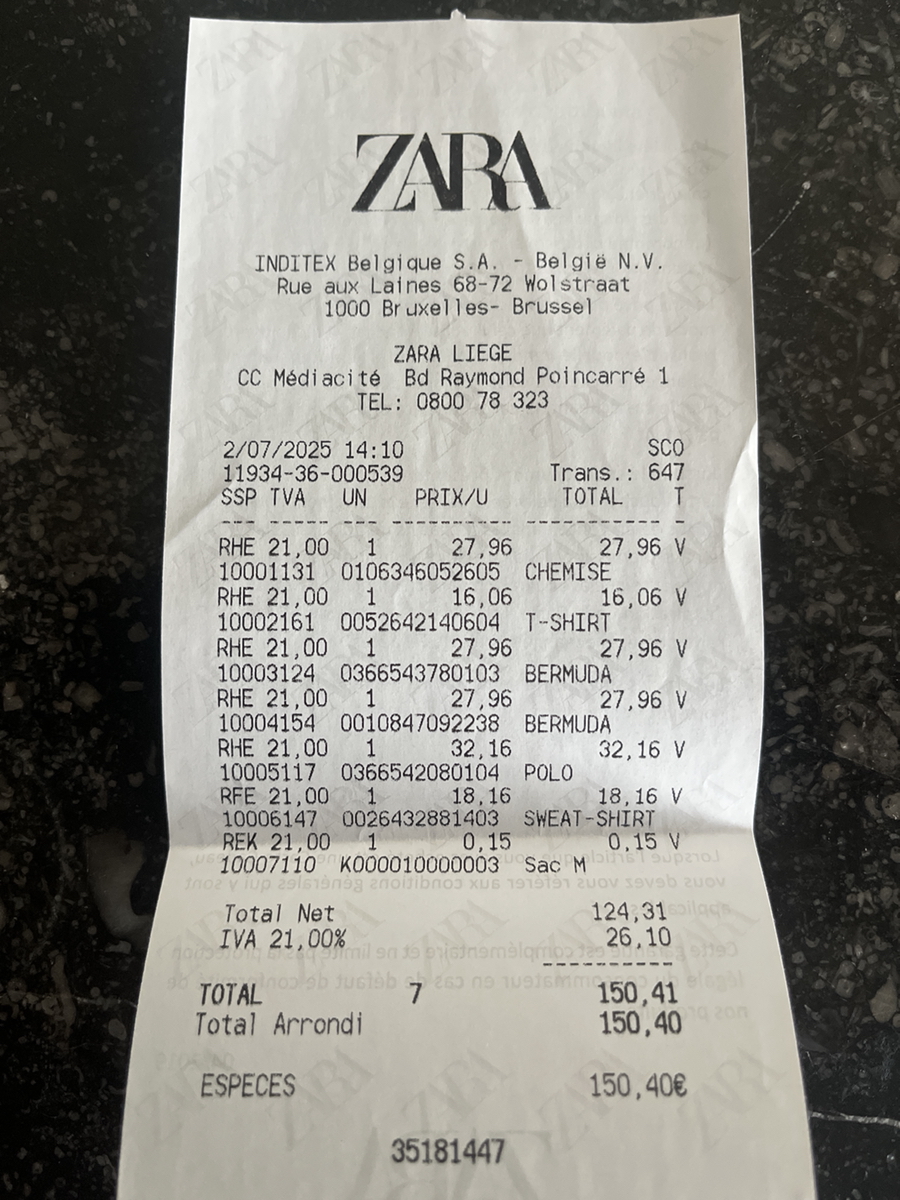 ZARA
INDITEX Belgique S.A. - België N.V.
Rue aux Laines 68-72 Wolstraat
1000 Bruxelles- Brussel
ZARA LIEGE
CC Médiacité Bd Raymond Poincarré 1
TEL: 0800 78 323
2/07/2025 14:10 SCO
11934-36-000539 Trans.: 647
SSP TVA UN PRIX/U TOTAL T
--- ----- --- ---------- ----------- -
RHE 21,00 1 27,96 27,96 V
10001131 0106346052605 CHEMISE
RHE 21,00 1 16,06 16,06 V
10002161 0052642140604 T-SHIRT
RHE 21,00 1 27,96 27,96 V
10003124 0366543780103 BERMUDA
RHE 21,00 1 27,96 27,96 V
10004154 0010847092238 BERMUDA
RHE 21,00 1 32,16 32,16 V
10005117 0366542080104 POLO
RFE 21,00 1 18,16 18,16 V
10006147 0026432881403 SWEAT-SHIRT
REK 21,00 1 0,15 0,15 V
10007110 K000010000003 Sac M
Total Net 124,31
IVA 21,00% 26,10
-----------
TOTAL 7 150,41
Total Arrondi 150,40
ESPECES 150,40€
35181447